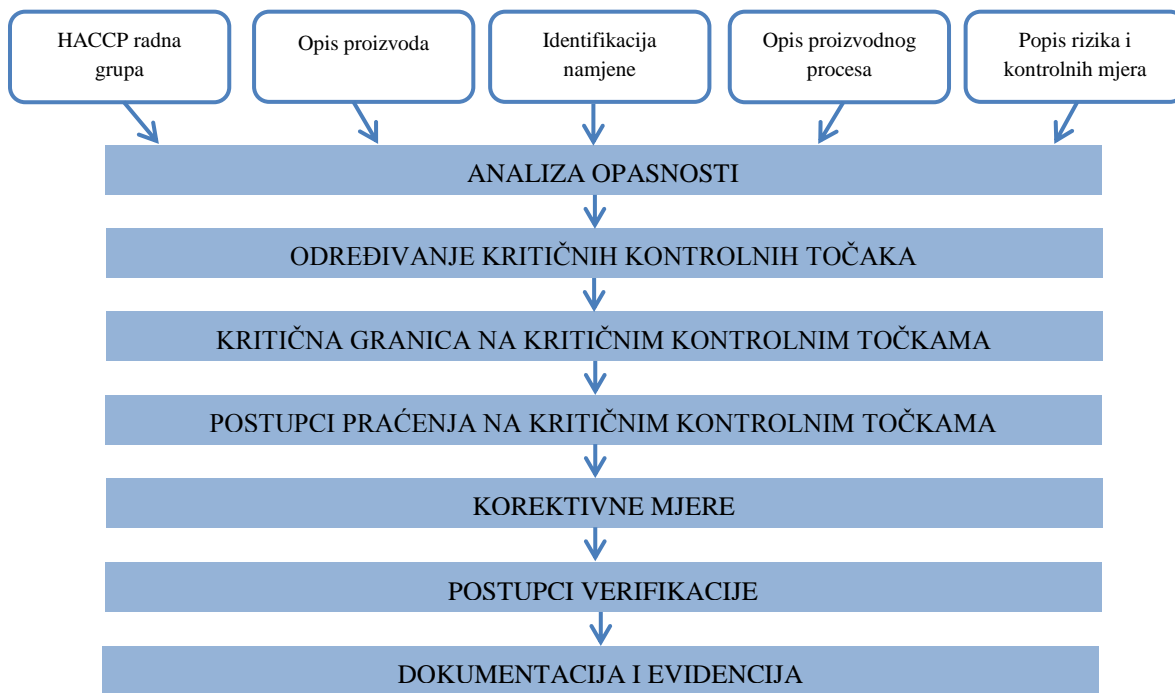 HACCP radna
grupa
Opis proizvoda
Identifikacija
namjene
Opis proizvodnog
procesa
Popis rizika i
kontrolnih mjera
ANALIZA OPASNOSTI
ODREĐIVANJE KRITIČNIH KONTROLNIH TOČAKA
KRITIČNA GRANICA NA KRITIČNIM KONTROLNIM TOČKAMA
POSTUPCI PRAĆENJA NA KRITIČNIM KONTROLNIM TOČKAMA
KOREKTIVNE MJERE
POSTUPCI VERIFIKACIJE
DOKUMENTACIJA I EVIDENCIJA